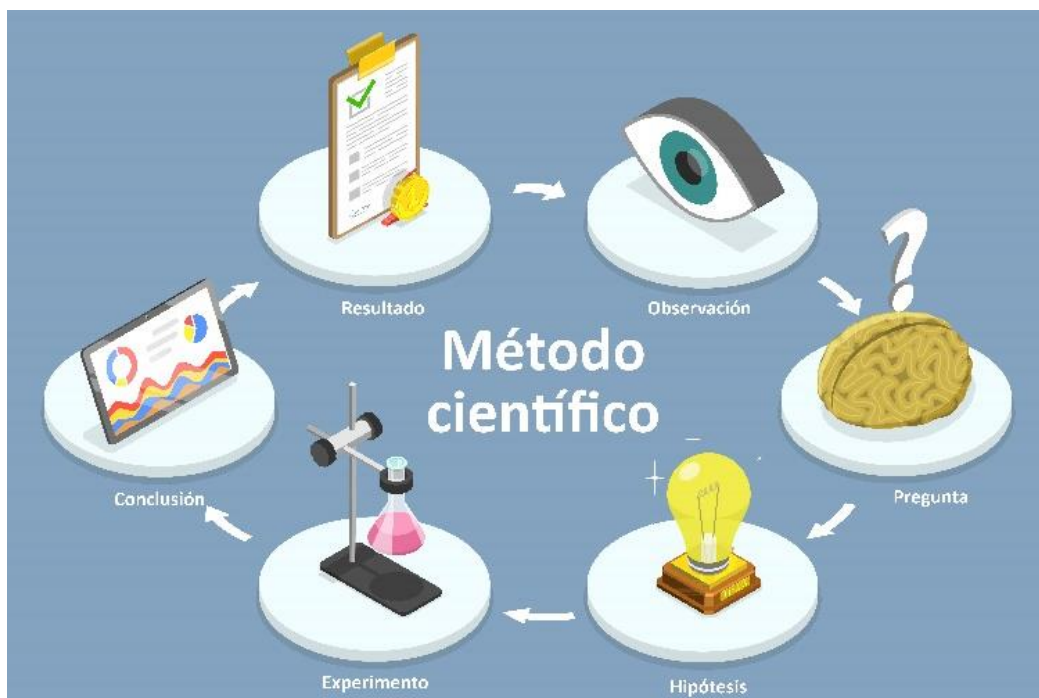 Resultado
Observación
Método
científico
Conclusión
Pregunta
Experimento
Hipótesis